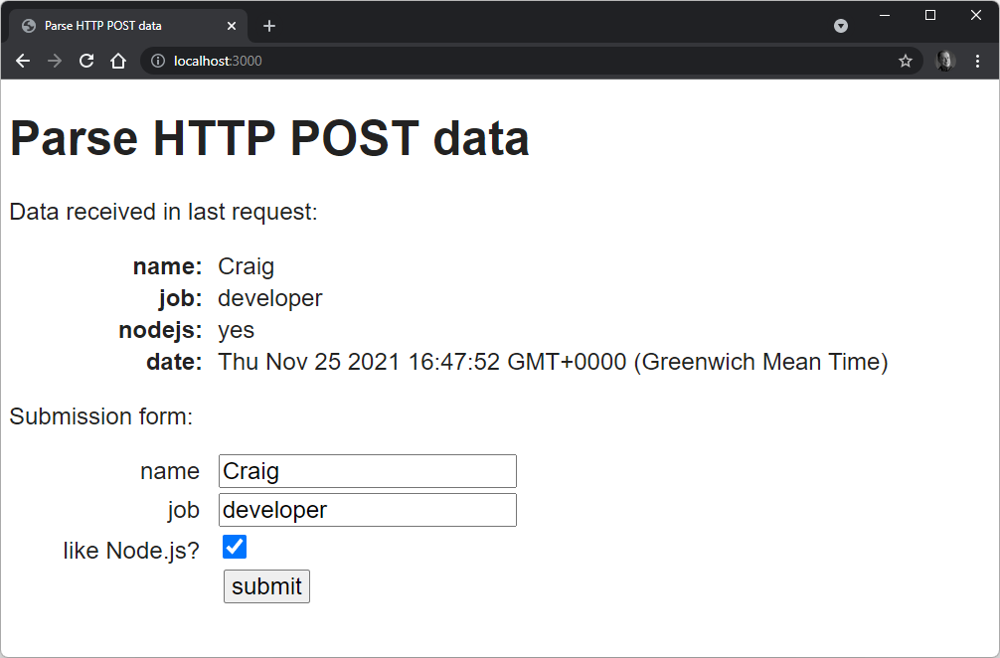 Parse HTTP POST data
localhost:3000
Parse HTTP POST data
Data received in last request:
name: Craig
job: developer
nodejs: yes
date: Thu Nov 25 2021 16:47:52 GMT+0000 (Greenwich Mean Time)
Submission form:
name Craig
job developer
like Node.js?
submit